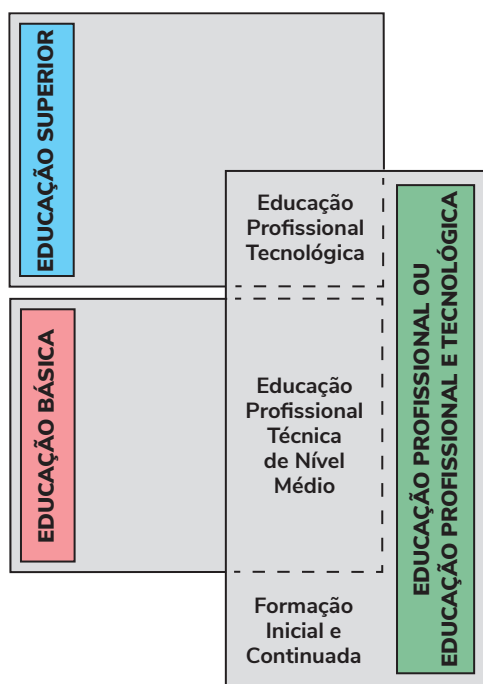 EDUCAÇÃO SUPERIOR
Educação
Profissional
Tecnológica
EDUCAÇÃO BÁSICA
Educação
Profissional
Técnica
de Nível
Médio
Formação
Inicial e
Continuada
EDUCAÇÃO PROFISSIONAL OU
EDUCAÇÃO PROFISSIONAL E TECNOLÓGICA